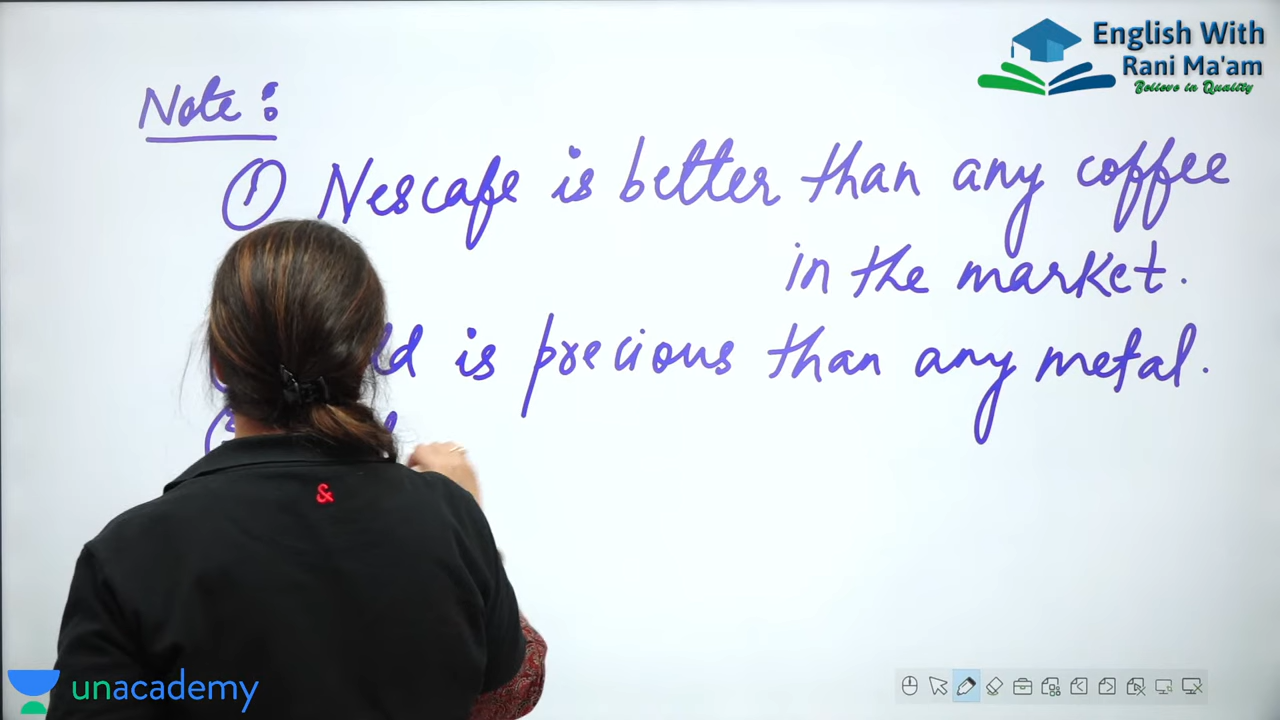 English With
Rani Ma'am
Believe in Quality
Note :
① Nescafe is better than any coffee
in the market.
is precious than any metal.
&
unacademy